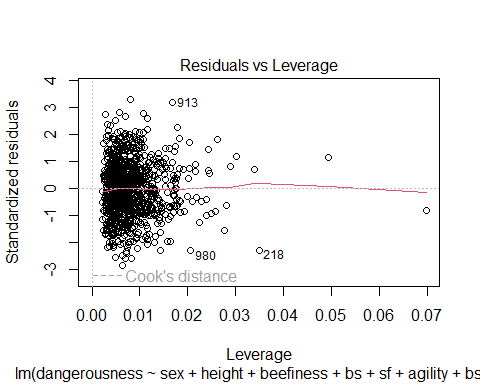 Residuals vs Leverage
Standardized residuals
4
3
2
1
0
-1
-3
913
980
218
Cook's distance
0.00 0.01 0.02 0.03 0.04 0.05 0.06 0.07
Leverage
lm(dangerousness ~ sex + height + beefiness + bs + sf + agility + bs